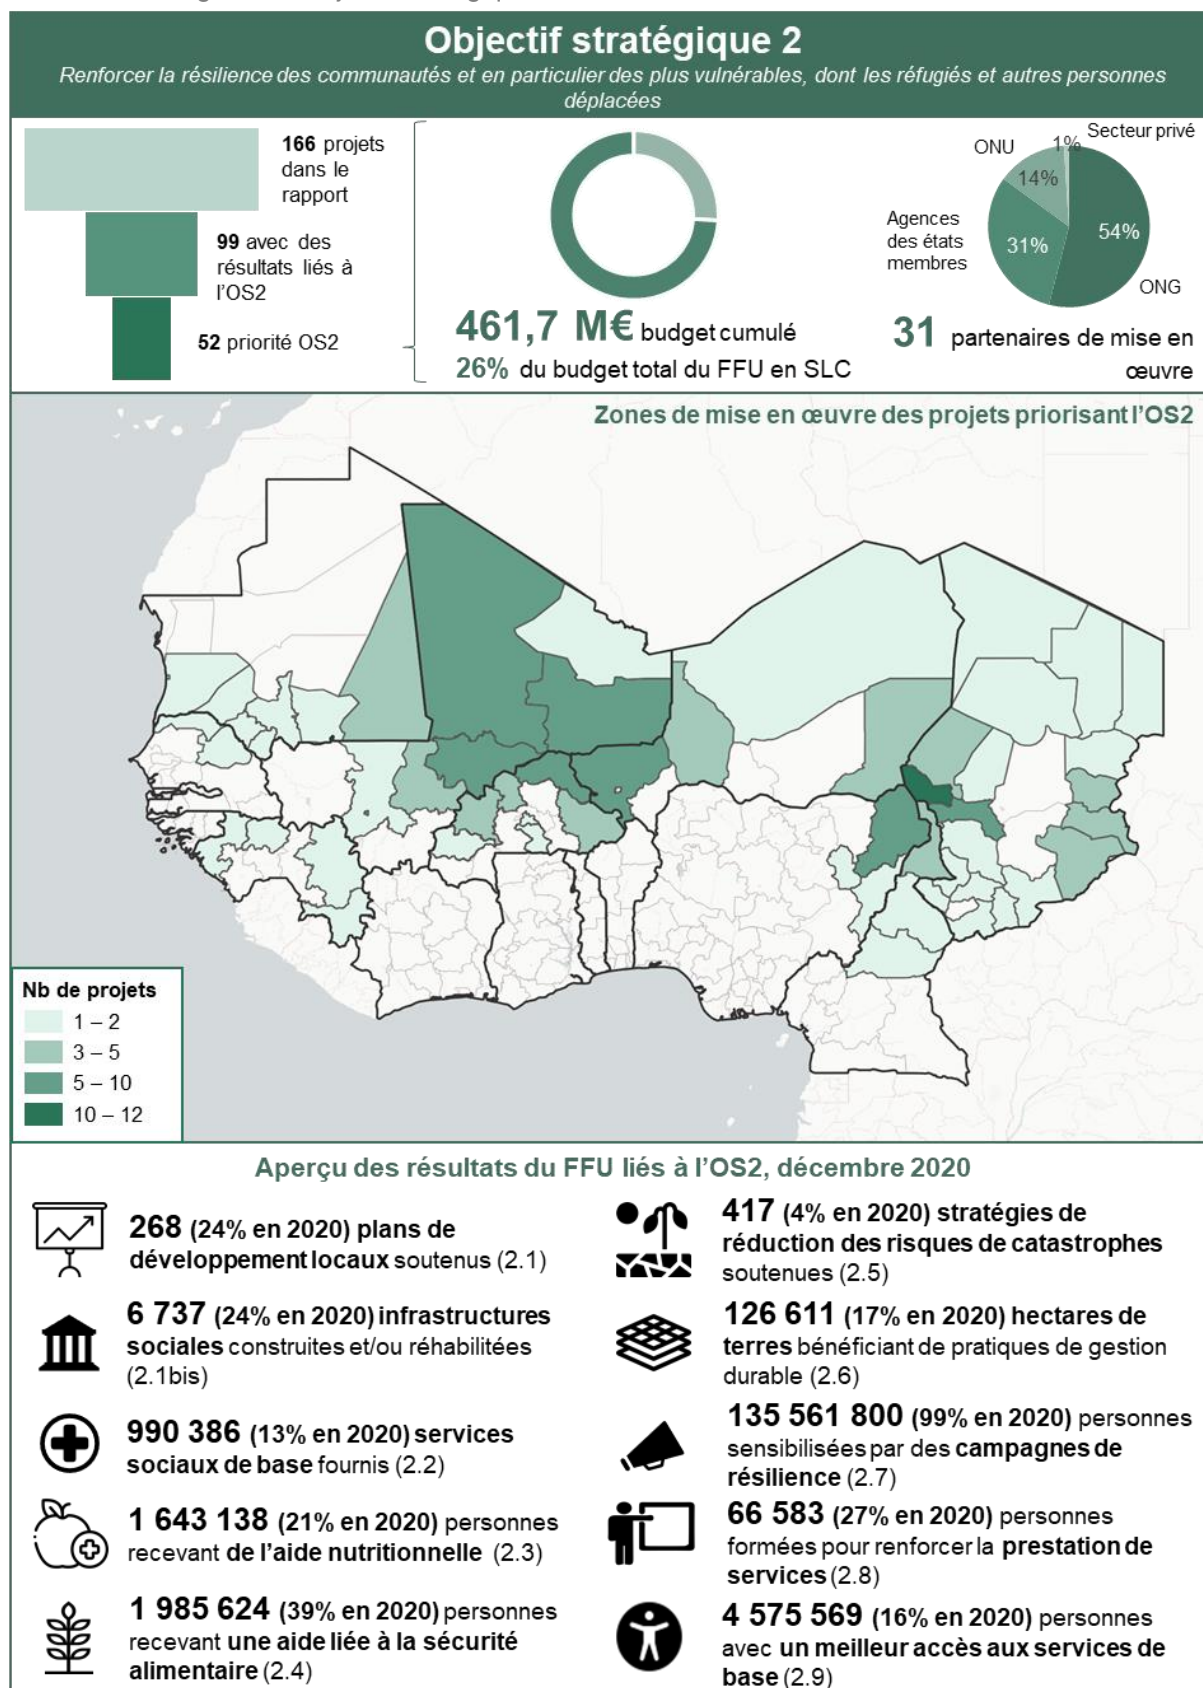 Objectif stratégique 2
Renforcer la résilience des communautés et en particulier des plus vulnérables, dont les réfugiés et autres personnes
déplacées
166 projets
dans le
rapport
99 avec des
résultats liés à
l'OS2
52 priorité OS2
461,7 M€ budget cumulé
26% du budget total du FFU en SLC
Secteur privé
1%
ONU
14%
Agences
des états
membres
31%
54%
ONG
31 partenaires de mise en
œuvre
Zones de mise en œuvre des projets priorisant l'OS2
Nb de projets
1 – 2
3 – 5
5 – 10
10 – 12
Aperçu des résultats du FFU liés à l'OS2, décembre 2020
268 (24% en 2020) plans de
développement locaux soutenus (2.1)
6 737 (24% en 2020) infrastructures
sociales construites et/ou réhabilitées
(2.1bis)
990 386 (13% en 2020) services
sociaux de base fournis (2.2)
1 643 138 (21% en 2020) personnes
recevant de l'aide nutritionnelle (2.3)
1 985 624 (39% en 2020) personnes
recevant une aide liée à la sécurité
alimentaire (2.4)
417 (4% en 2020) stratégies de
réduction des risques de catastrophes
soutenues (2.5)
126 611 (17% en 2020) hectares de
terres bénéficiant de pratiques de gestion
durable (2.6)
135 561 800 (99% en 2020) personnes
sensibilisées par des campagnes de
résilience (2.7)
66 583 (27% en 2020) personnes
formées pour renforcer la prestation de
services (2.8)
4 575 569 (16% en 2020) personnes
avec un meilleur accès aux services de
base (2.9)